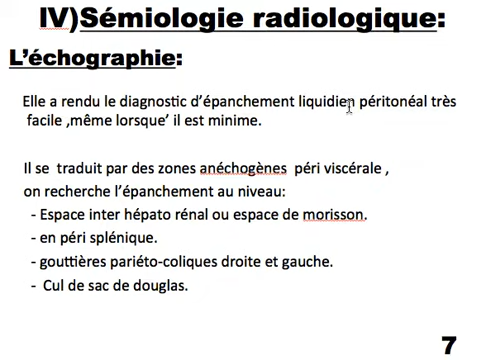 IV)Sémiologie radiologique:
L'échographie:
Elle a rendu le diagnostic d'épanchement liquidien péritonéal très
facile ,même lorsque' il est minime.
Il se traduit par des zones anéchogènes péri viscérale ,
on recherche l'épanchement au niveau:
- Espace inter hépato rénal ou espace de morisson.
- en péri splénique.
- gouttières pariéto-coliques droite et gauche.
- Cul de sac de douglas.
7